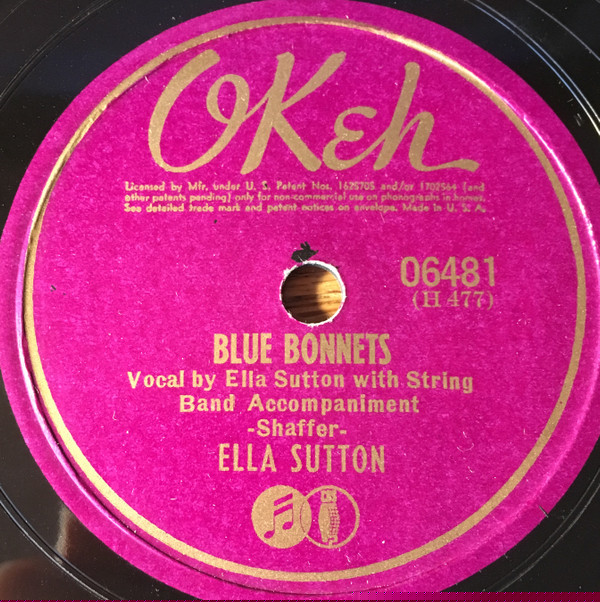 OKeh
Licensed by Mfr. under U. S. Patent Nos. 1625705 and/or 1702564 (and
other patents pending) only for non-commercial use on phonographs in homes.
See detailed trade mark and patent notices on envelope. Made in U. S. A.
06481
(H 477)
BLUE BONNETS
Vocal by Ella Sutton with String
Band Accompaniment
-Shaffer-
ELLA SUTTON